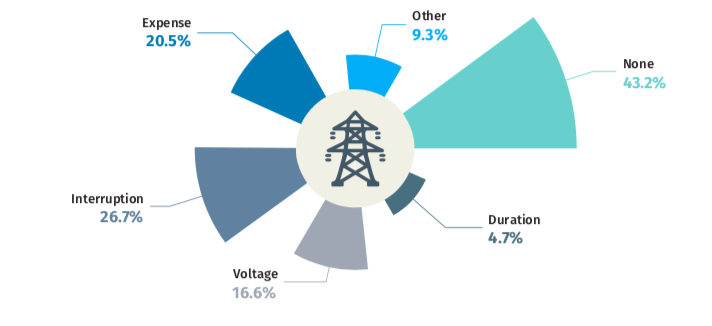 Other
9.3%
Expense
20.5%
None
43.2%
Interruption
26.7%
Duration
4.7%
Voltage
16.6%